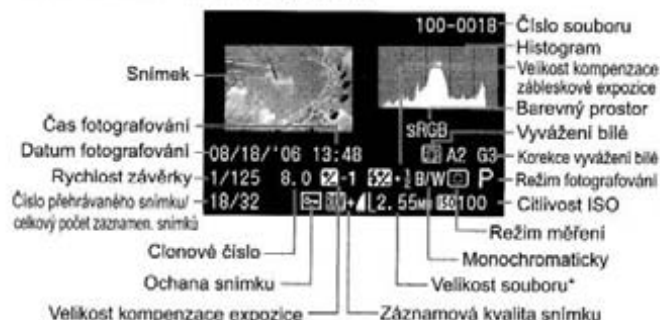 100-0018
Číslo souboru
Histogram
Snímek
Velikost kompenzace
zábleskové expozice
Barevný prostor
sRGB
Čas fotografování
Vyvážení bílé
Datum fotografování
08/18/'06 13:48
A2 G3
Korekce vyvážení bílé
Rychlost závěrky
1/125 8.0 -1
B/W
P
Režim fotografování
Číslo přehrávaného snímku/
celkový počet zaznamen. snímků
18/32
L 2.55MB ISO 100
Citlivost ISO
Režim měření
Clonové číslo
Monochromaticky
Ochana snímku
Velikost souboru*
Velikost kompenzace expozice
Záznamová kvalita snímku